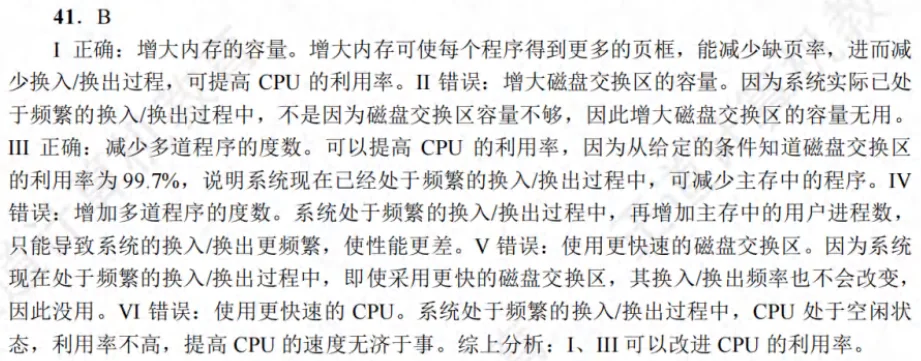 41. B
I 正确：增大内存的容量。增大内存可使每个程序得到更多的页框，能减少缺页率，进而减
少换入/换出过程，可提高 CPU 的利用率。II 错误：增大磁盘交换区的容量。因为系统实际已处
于频繁的换入/换出过程中，不是因为磁盘交换区容量不够，因此增大磁盘交换区的容量无用。
III 正确：减少多道程序的度数。可以提高 CPU 的利用率，因为从给定的条件知道磁盘交换区
的利用率为 99.7%，说明系统现在已经处于频繁的换入/换出过程中，可减少主存中的程序。IV
错误：增加多道程序的度数。系统处于频繁的换入/换出过程中，再增加主存中的用户进程数，
只能导致系统的换入/换出更频繁，使性能更差。V 错误：使用更快速的磁盘交换区。因为系统
现在处于频繁的换入/换出过程中，即使采用更快的磁盘交换区，其换入/换出频率也不会改变，
因此没用。VI 错误：使用更快速的 CPU。系统处于频繁的换入/换出过程中，CPU 处于空闲状
态，利用率不高，提高 CPU 的速度无济于事。综上分析：I、III 可以改进 CPU 的利用率。